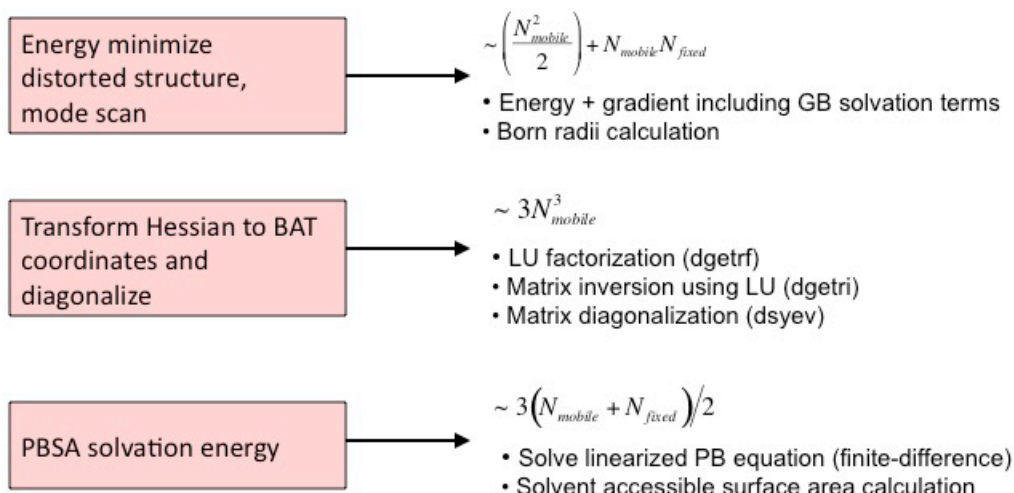 Energy minimize
distorted structure,
mode scan
~ (N²mobile / 2) + NmobileNfixed
• Energy + gradient including GB solvation terms
• Born radii calculation
Transform Hessian to BAT
coordinates and
diagonalize
~ 3N³mobile
• LU factorization (dgetrf)
• Matrix inversion using LU (dgetri)
• Matrix diagonalization (dsyev)
PBSA solvation energy
~ 3(Nmobile + Nfixed)/2
• Solve linearized PB equation (finite-difference)
• Solvent accessible surface area calculation